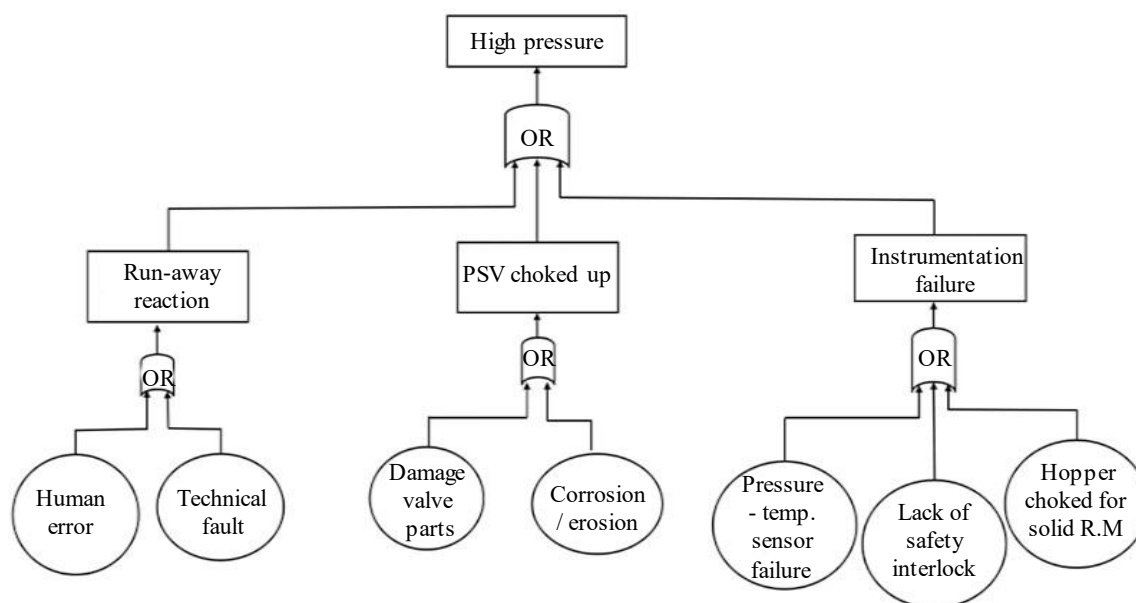 High pressure
OR
Run-away
reaction
PSV choked up
Instrumentation
failure
OR
OR
OR
Human
error
Technical
fault
Damage
valve
parts
Corrosion
/ erosion
Pressure
- temp.
sensor
failure
Lack of
safety
interlock
Hopper
choked for
solid R.M